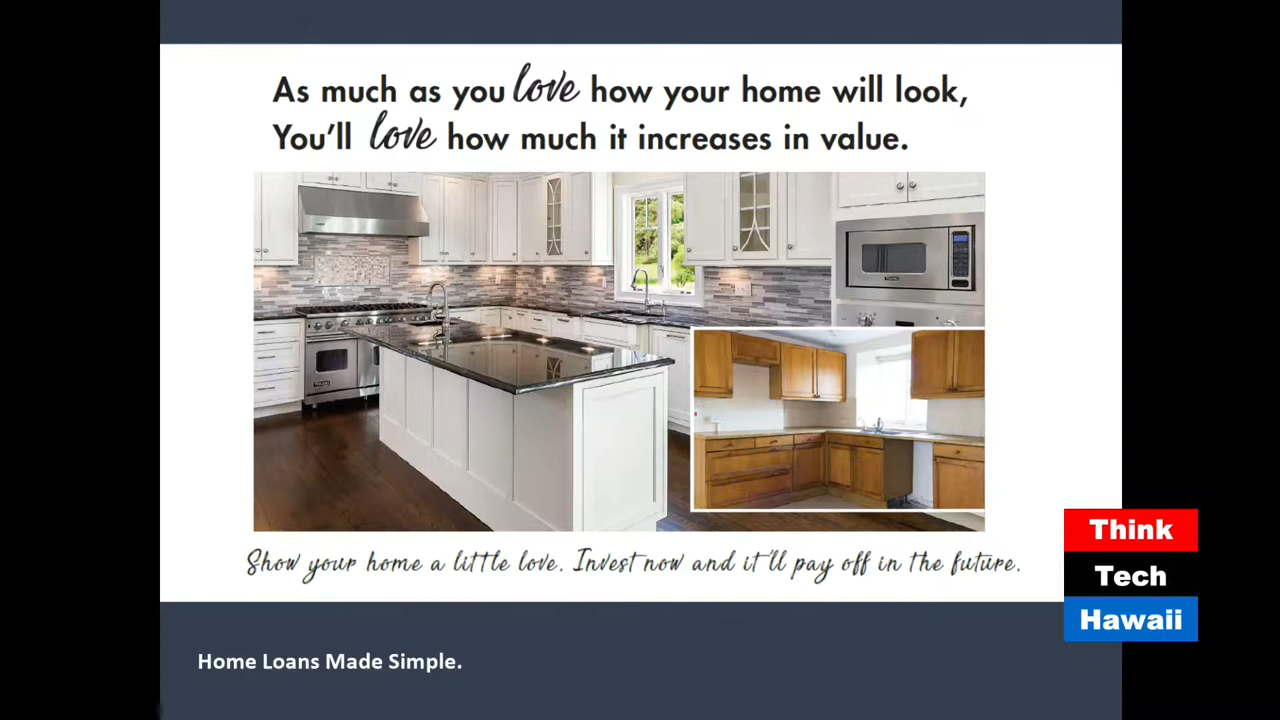 As much as you love how your home will look,
You'll love how much it increases in value.
Show your home a little love. Invest now and it'll pay off in the future.
Think
Tech
Hawaii
Home Loans Made Simple.